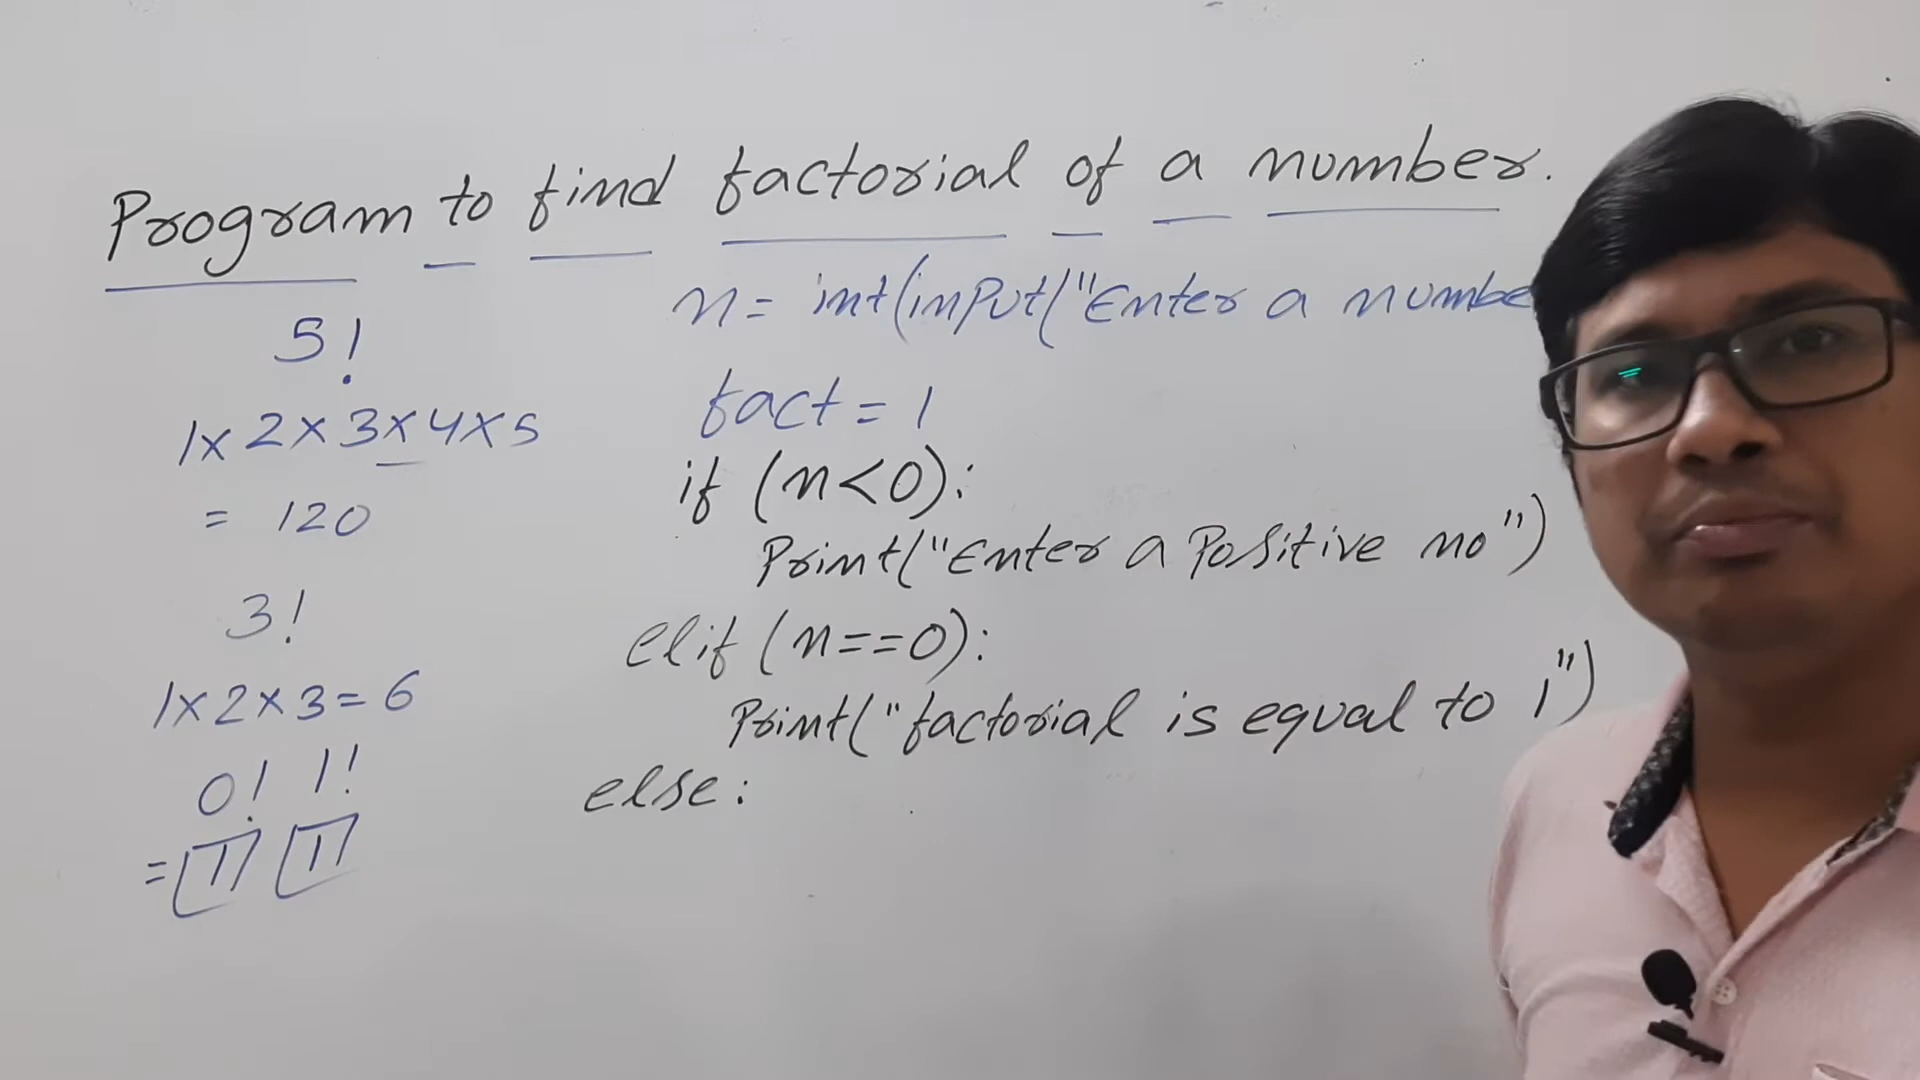 Program to find factorial of a number.
5!
1x2x3x4x5
= 120
3!
1x2x3=6
0! 1!
= 1 1
n= int(input("Enter a numbe
fact = 1
if (n<0):
Print("Enter a Positive no")
elif (n==0):
Print("factorial is equal to 1")
else: